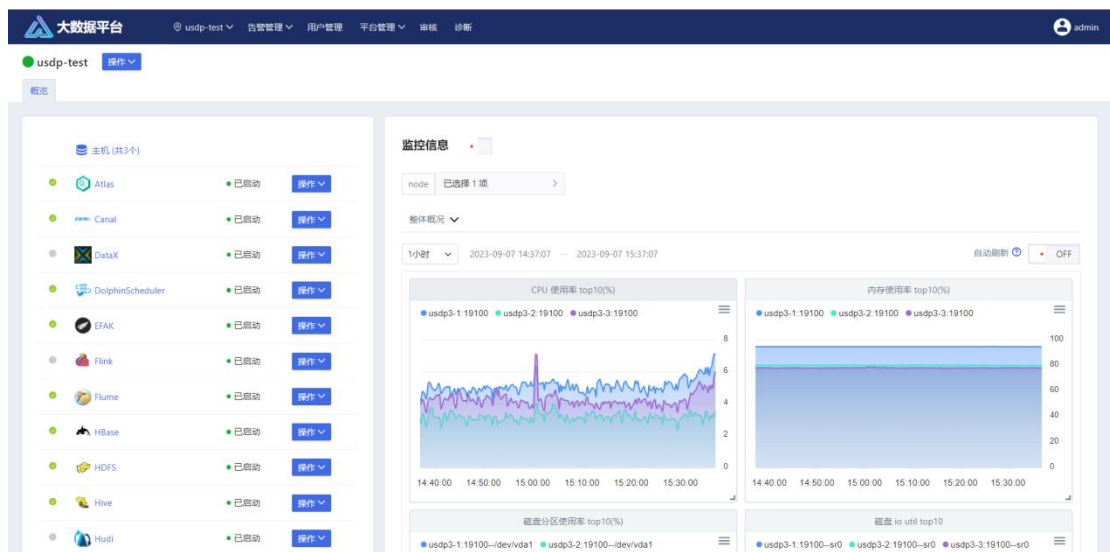 大数据平台 usdp-test 告警管理 用户管理 平台管理 审核 诊断 admin
usdp-test 操作
概览
主机 (共3个)
Atlas 已启动 操作
Canal 已启动 操作
DataX 已启动 操作
DolphinScheduler 已启动 操作
EFAK 已启动 操作
Flink 已启动 操作
Flume 已启动 操作
HBase 已启动 操作
HDFS 已启动 操作
Hive 已启动 操作
Hudi 已启动 操作
监控信息
node 已选择 1 项
整体概况
1小时 2023-09-07 14:37:07 — 2023-09-07 15:37:07 自动刷新 OFF
CPU 使用率 top10(%)
usdp3-1:19100 usdp3-2:19100 usdp3-3:19100
8
6
4
2
0
14:40:00 14:50:00 15:00:00 15:10:00 15:20:00 15:30:00
内存使用率 top10(%)
usdp3-1:19100 usdp3-2:19100 usdp3-3:19100
100
80
60
40
20
0
14:40:00 14:50:00 15:00:00 15:10:00 15:20:00 15:30:00
磁盘分区使用率 top10(%)
usdp3-1:19100--/dev/vda1 usdp3-2:19100--/dev/vda1
磁盘 io util top10
usdp3-1:19100--sr0 usdp3-2:19100--sr0 usdp3-3:19100--sr0